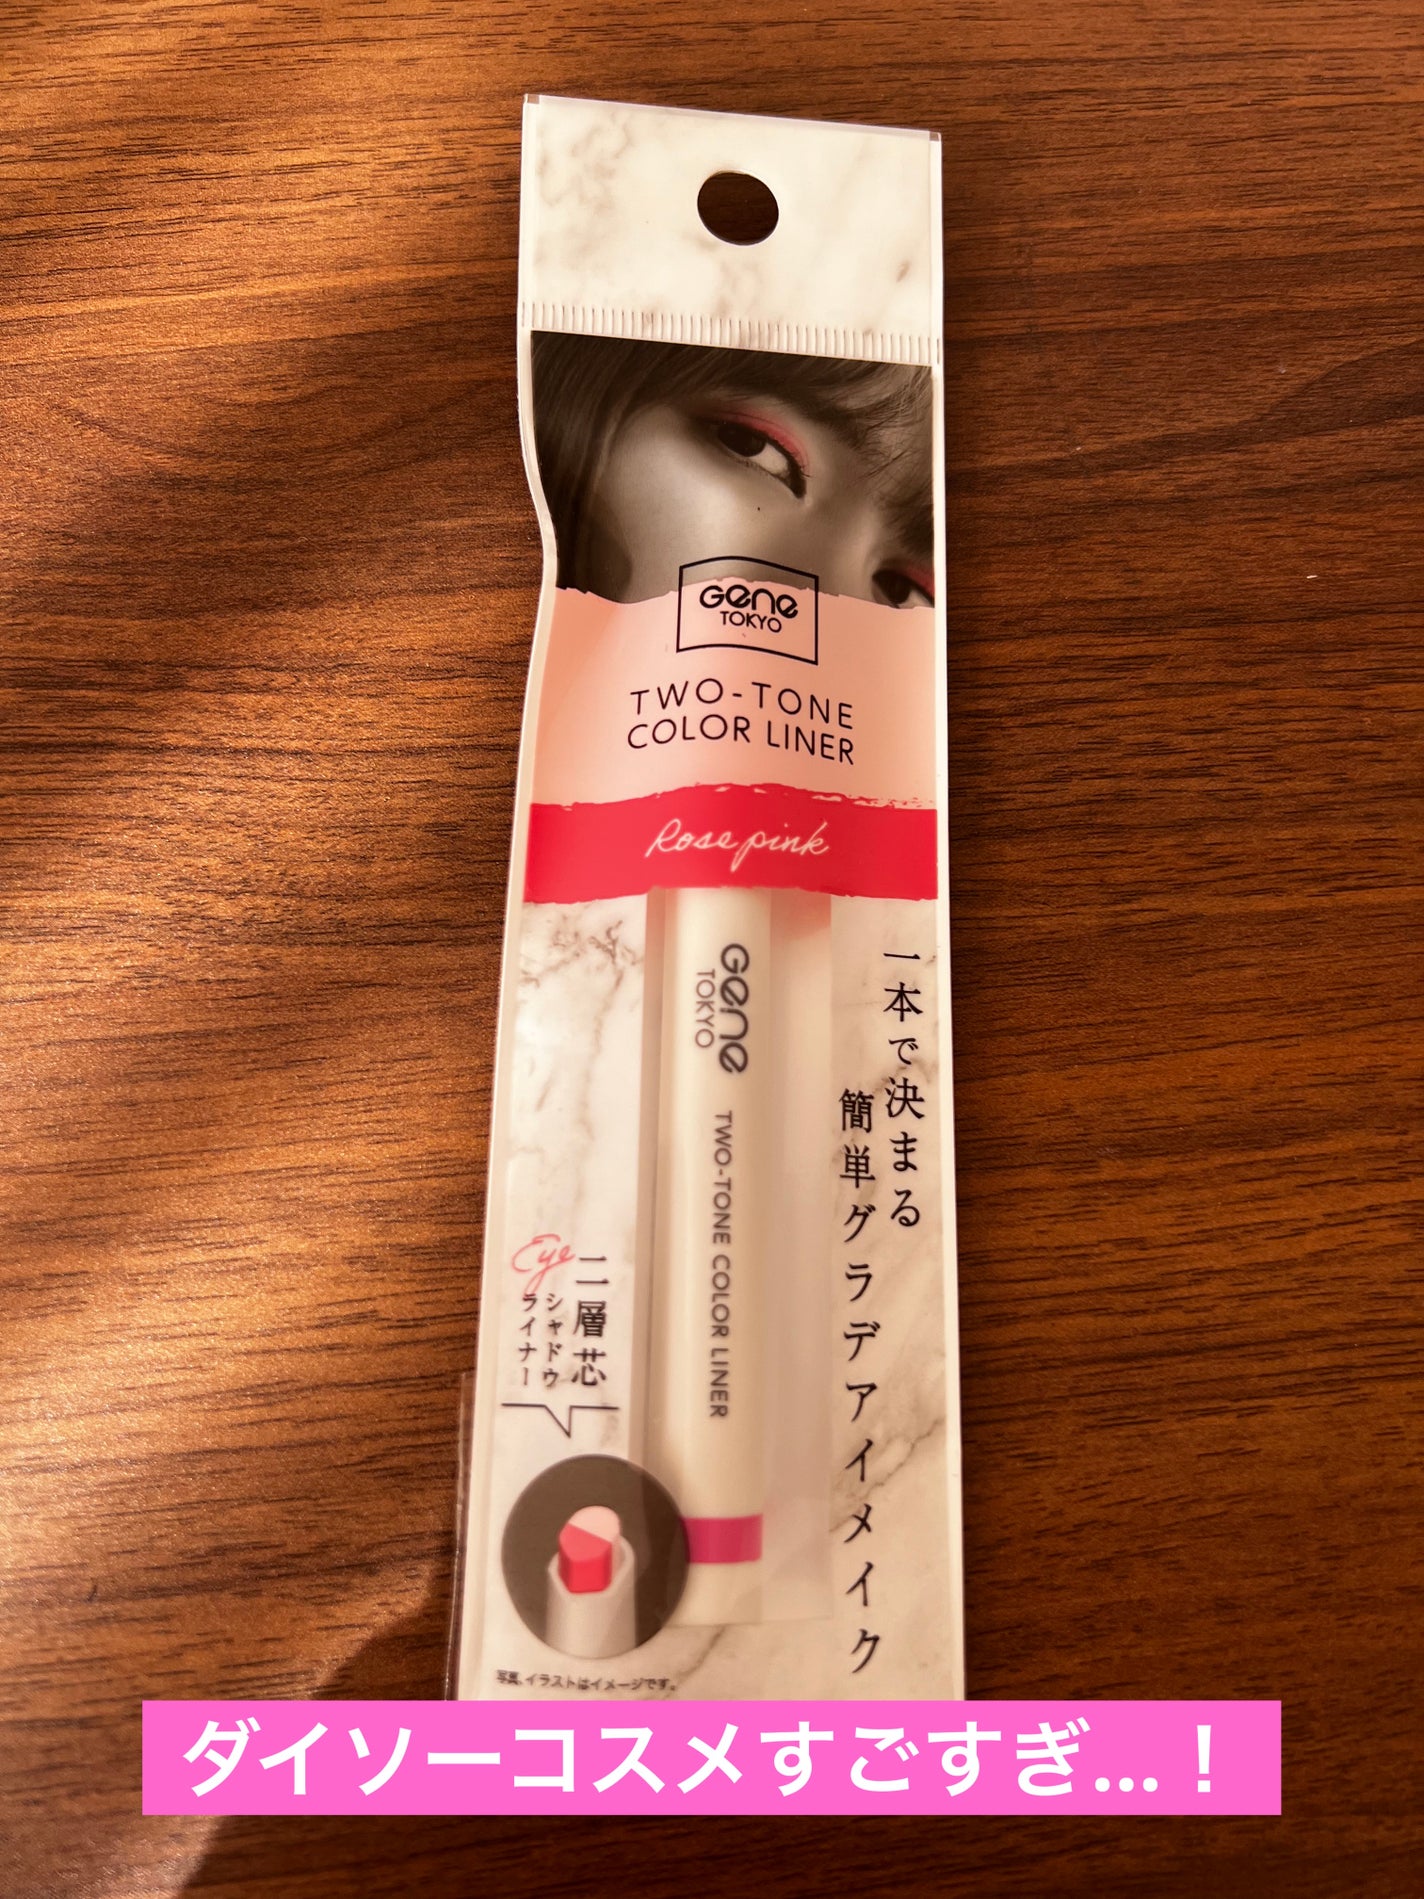 Gene
TOKYO
TWO-TONE
COLOR LINER
Rose pink
Gene
TOKYO
TWO-TONE COLOR LINER
一本で決まる
簡単グラデアイメイク
Eye
二層芯
シャドウ
ライナー
写真、イラストはイメージです。
ダイソーコスメすごすぎ...！